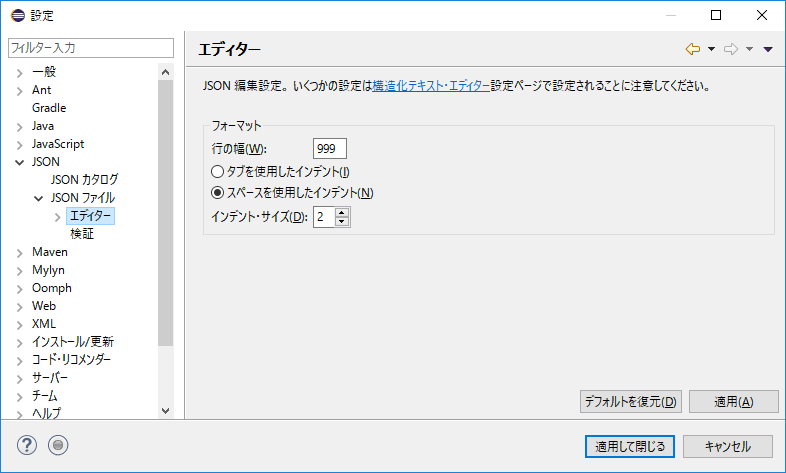 設定
フィルター入力
一般
Ant
Gradle
Java
JavaScript
JSON
JSON カタログ
JSON ファイル
エディター
検証
Maven
Mylyn
Oomph
Web
XML
インストール/更新
コード・リコメンダー
サーバー
チーム
ヘルプ
エディター
JSON 編集設定。いくつかの設定は構造化テキスト・エディター設定ページで設定されることに注意してください。
フォーマット
行の幅(W): 999
タブを使用したインデント(I)
スペースを使用したインデント(N)
インデント・サイズ(D): 2
デフォルトを復元(D) 適用(A)
? 適用して閉じる キャンセル